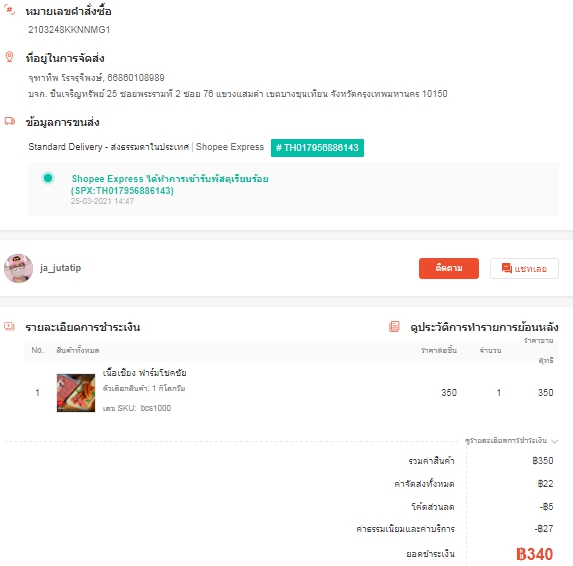 หมายเลขคำสั่งซื้อ
2103248KKNNMG1
ที่อยู่ในการจัดส่ง
จุฑาทิพ โรจรุจิพงษ์, 66860108989
บจก. ชินเจริญทรัพย์ 25 ซอยพระรามที่ 2 ซอย 76 แขวงแสมดำ เขตบางขุนเทียน จังหวัดกรุงเทพมหานคร 10150
ข้อมูลการขนส่ง
Standard Delivery - ส่งธรรมดาในประเทศ | Shopee Express # TH017956886143
Shopee Express ได้ทำการเข้ารับพัสดุเรียบร้อย
(SPX:TH017956886143)
25-03-2021 14:47
ja_jutatip ติดตาม แชทเลย
รายละเอียดการชำระเงิน ดูประวัติการทำรายการย้อนหลัง
No. สินค้าทั้งหมด ราคาต่อชิ้น จำนวน ราคาขายสุทธิ
1 เนื้อเชียง ฟาร์มโชคชัย 350 1 350
ตัวเลือกสินค้า: 1 กิโลกรัม
เลข SKU: bcs1000
ดูรายละเอียดการชำระเงิน
รวมค่าสินค้า ฿350
ค่าจัดส่งทั้งหมด ฿22
โค้ดส่วนลด -฿5
ค่าธรรมเนียมและค่าบริการ -฿27
ยอดชำระเงิน ฿340